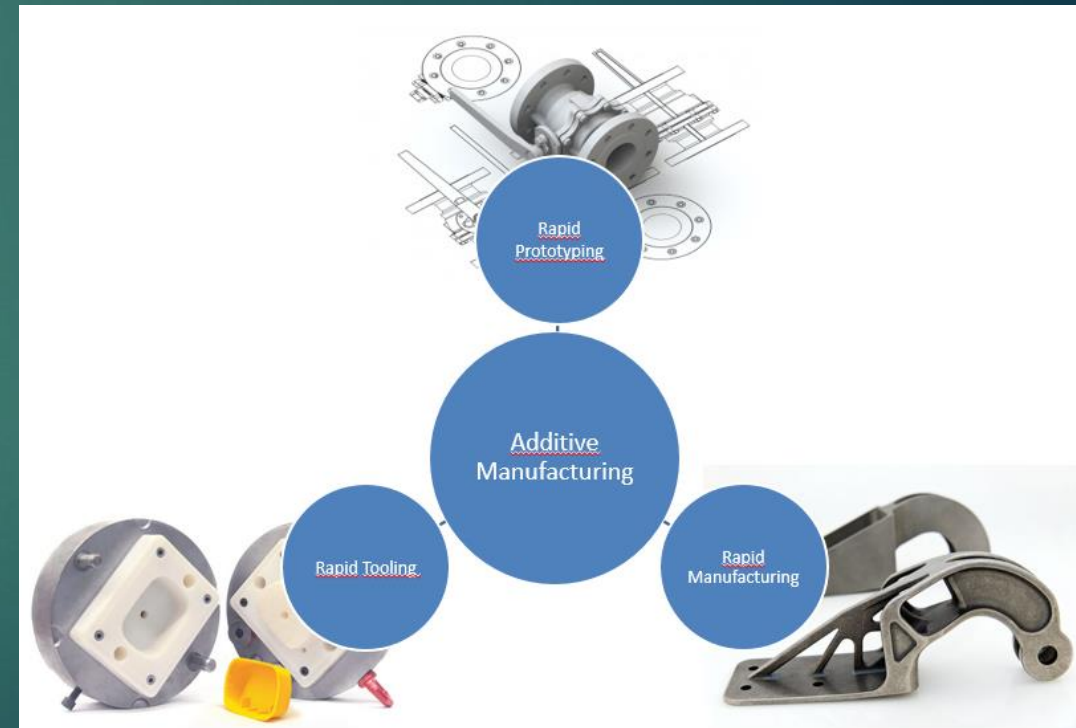 Rapid
Prototyping
Additive
Manufacturing
Rapid Tooling
Rapid
Manufacturing